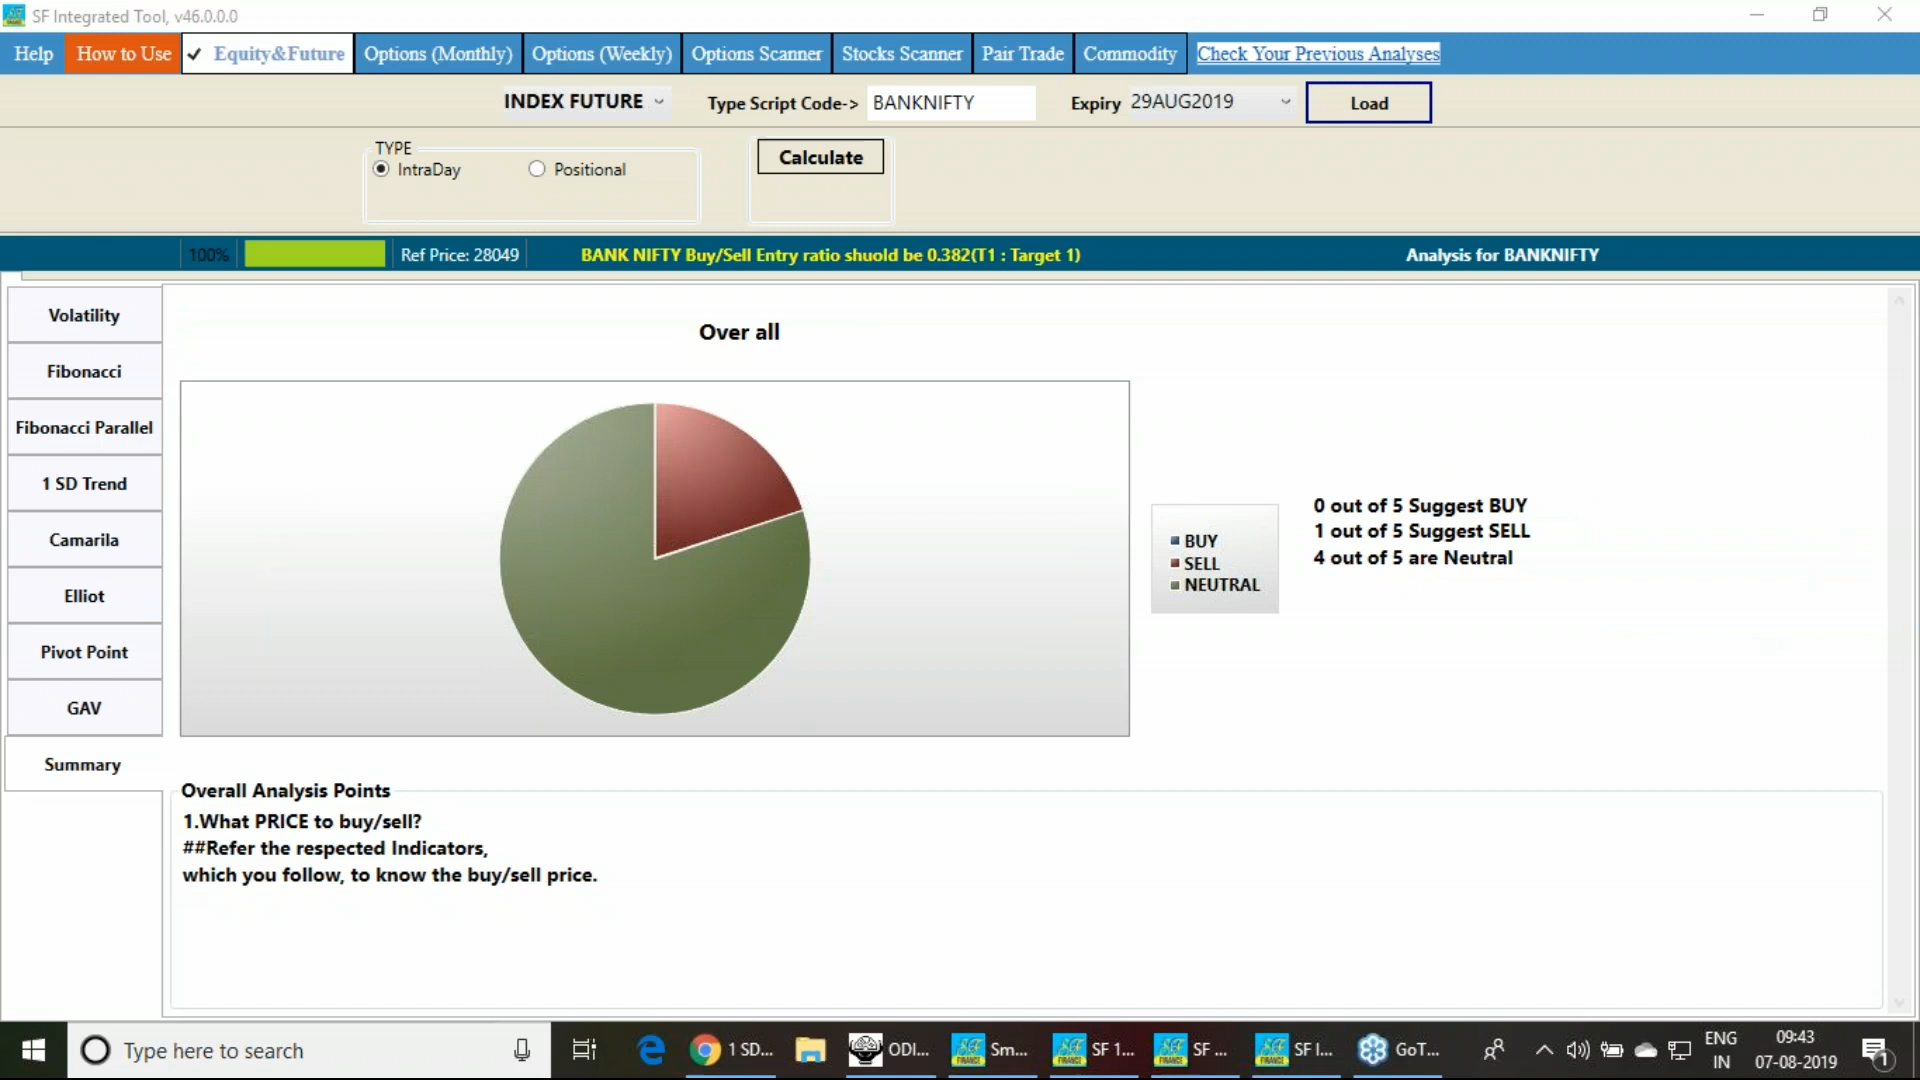 SF Integrated Tool, v46.0.0.0
Help How to Use ✓ Equity&Future Options (Monthly) Options (Weekly) Options Scanner Stocks Scanner Pair Trade Commodity Check Your Previous Analyses
INDEX FUTURE Type Script Code-> BANKNIFTY Expiry 29AUG2019 Load
TYPE
IntraDay Positional
Calculate
100% Ref Price: 28049 BANK NIFTY Buy/Sell Entry ratio shuold be 0.382(T1 : Target 1) Analysis for BANKNIFTY
Volatility
Fibonacci
Fibonacci Parallel
1 SD Trend
Camarila
Elliot
Pivot Point
GAV
Summary
Over all
BUY
SELL
NEUTRAL
0 out of 5 Suggest BUY
1 out of 5 Suggest SELL
4 out of 5 are Neutral
Overall Analysis Points
1.What PRICE to buy/sell?
##Refer the respected Indicators,
which you follow, to know the buy/sell price.
Type here to search 1 SD... ODI... Sm... SF 1... SF ... SF I... GoT... ENG IN 09:43 07-08-2019 1